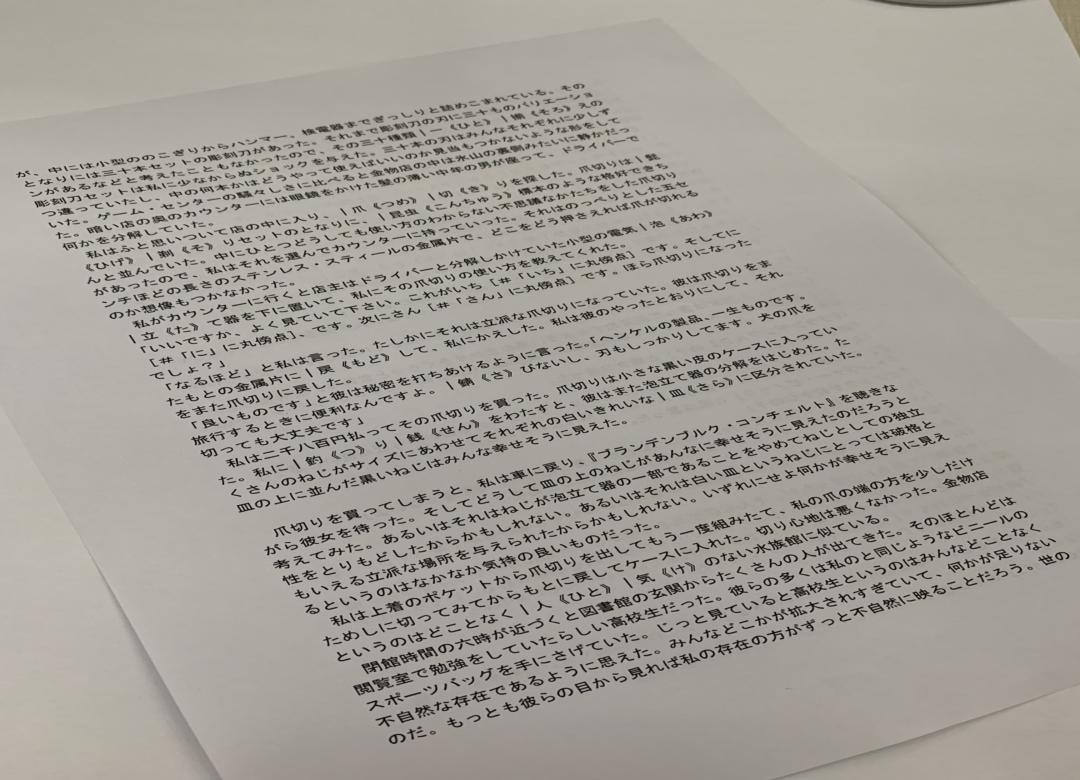 が、中には小型ののこぎりからハンマー、検電器までぎっしりと詰めこまれている。その
となりには三十本セットの彫刻刀があった。それまで彫刻刀の刃に三十ものバリエーショ
ンがあるなどと考えたこともなかったので、その三十種類|一《ひと》|揃《そろ》えの
彫刻刀セットは私に少なからぬショックを与えた。三十本の刃はみんなそれぞれに少しず
つ違っていたし、中の何本かはどうやって使えばいいのか見当もつかないような形をして
いた。ゲーム・センターの騒々しさに比べると金物店の中は氷山の裏側みたいに静かだっ
た。暗い店の奥のカウンターには眼鏡をかけた髪の薄い中年の男が座って、ドライバーで
何かを分解していた。
私はふと思いついて店の中に入り、|爪《つめ》|切《き》りを探した。爪切りは|髭
《ひげ》|剃《そ》りセットのとなりに、|昆虫《こんちゅう》標本のような格好できち
んと並んでいた。中にひとつどうしても使い方のわからない不思議なかたちをした爪切り
があったので、私はそれを選んでカウンターに持っていった。それはのっぺりとした五セ
ンチほどの長さのステンレス・スティールの金属片で、どこをどう押さえれば爪が切れる
のか想像もつかなかった。
私がカウンターに行くと店主はドライバーと分解しかけていた小型の電気|泡《あわ》
|立《た》て器を下に置いて、私にその爪切りの使い方を教えてくれた。
「いいですか、よく見ていて下さい。これがいち[#「いち」に丸傍点]です。そしてに
[#「に」に丸傍点]、です。次にさん[#「さん」に丸傍点]です。ほら爪切りになった
でしょ?」
「なるほど」と私は言った。たしかにそれは立派な爪切りになっていた。彼は爪切りをま
たもとの金属片に|戻《もど》して、私にかえした。私は彼のやったとおりにして、それ
をまた爪切りに戻した。
「良いものです」と彼は秘密を打ちあけるように言った。「ヘンケルの製品、一生ものです。
旅行するときに便利なんですよ。|錆《さ》びないし、刃もしっかりしてます。犬の爪を
切っても大丈夫です」
私は二千八百円払ってその爪切りを買った。爪切りは小さな黒い皮のケースに入ってい
た。私に|釣《つ》り|銭《せん》をわたすと、彼はまた泡立て器の分解をはじめた。た
くさんのねじがサイズにあわせてそれぞれの白いきれいな|皿《さら》に区分されていた。
皿の上に並んだ黒いねじはみんな幸せそうに見えた。
爪切りを買ってしまうと、私は車に戻り、『ブランデンブルク・コンチェルト』を聴きな
がら彼女を待った。そしてどうして皿の上のねじがあんなに幸せそうに見えたのだろうと
考えてみた。あるいはそれはねじが泡立て器の一部であることをやめてねじとしての独立
性をとりもどしたからかもしれない。あるいはそれは白い皿というねじにとっては破格と
もいえる立派な場所を与えられたからかもしれない。いずれにせよ何かが幸せそうに見え
るというのはなかなか気持の良いものだった。
私は上着のポケットから爪切りを出してもう一度組みたて、私の爪の端の方を少しだけ
ためしに切ってみてからもとに戻してケースに入れた。切り心地は悪くなかった。金物店
というのはどことなく|人《ひと》|気《け》のない水族館に似ている。
閉館時間の六時が近づくと図書館の玄関からたくさんの人が出てきた。そのほとんどは
閲覧室で勉強をしていたらしい高校生だった。彼らの多くは私のと同じようなビニールの
スポーツバッグを手にさげていた。じっと見ていると高校生というのはみんなどことなく
不自然な存在であるように思えた。みんなどこかが拡大されすぎていて、何かが足りない
のだ。もっとも彼らの目から見れば私の存在の方がずっと不自然に映ることだろう。世の